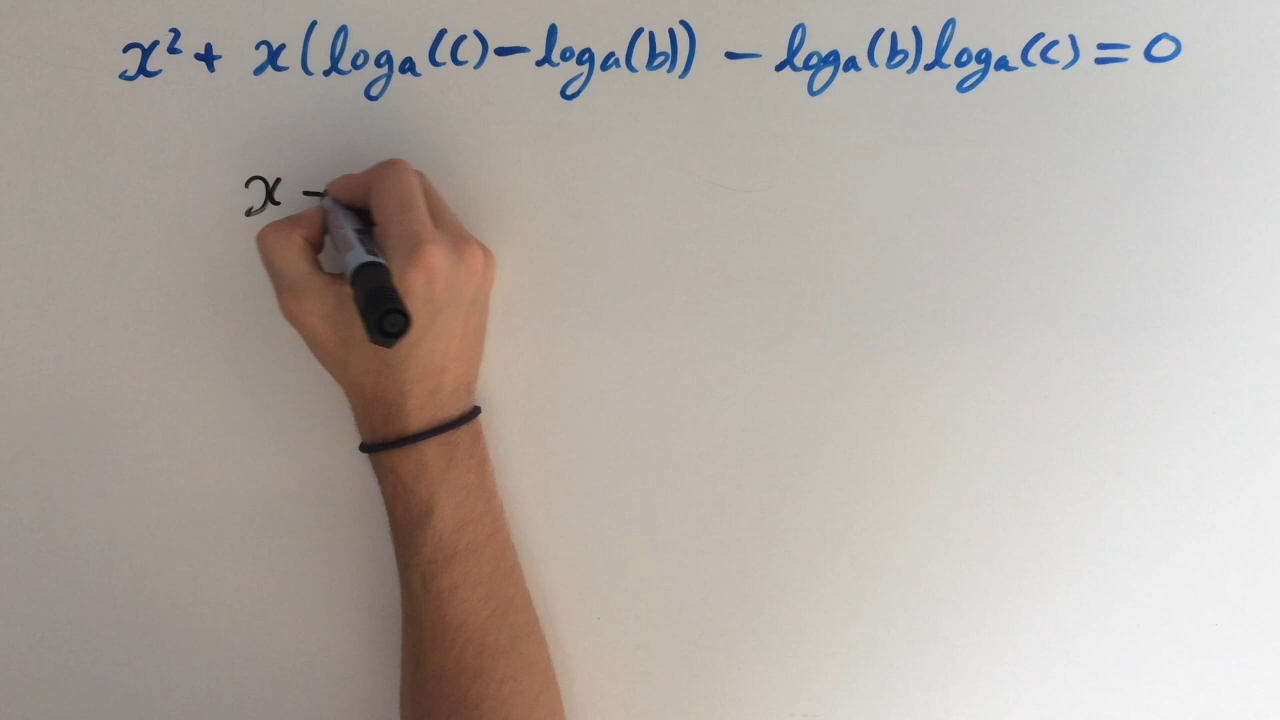 x² + x(logₐ(c)-logₐ(b)) - logₐ(b)logₐ(c) = 0
x -